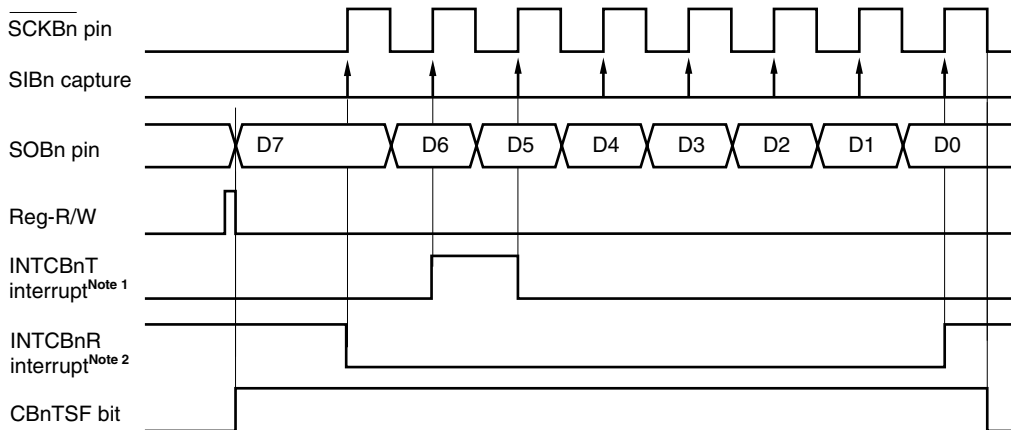 SCKBn pin
SIBn capture
SOBn pin
D7 D6 D5 D4 D3 D2 D1 D0
Reg-R/W
INTCBnT
interruptNote 1
INTCBnR
interruptNote 2
CBnTSF bit